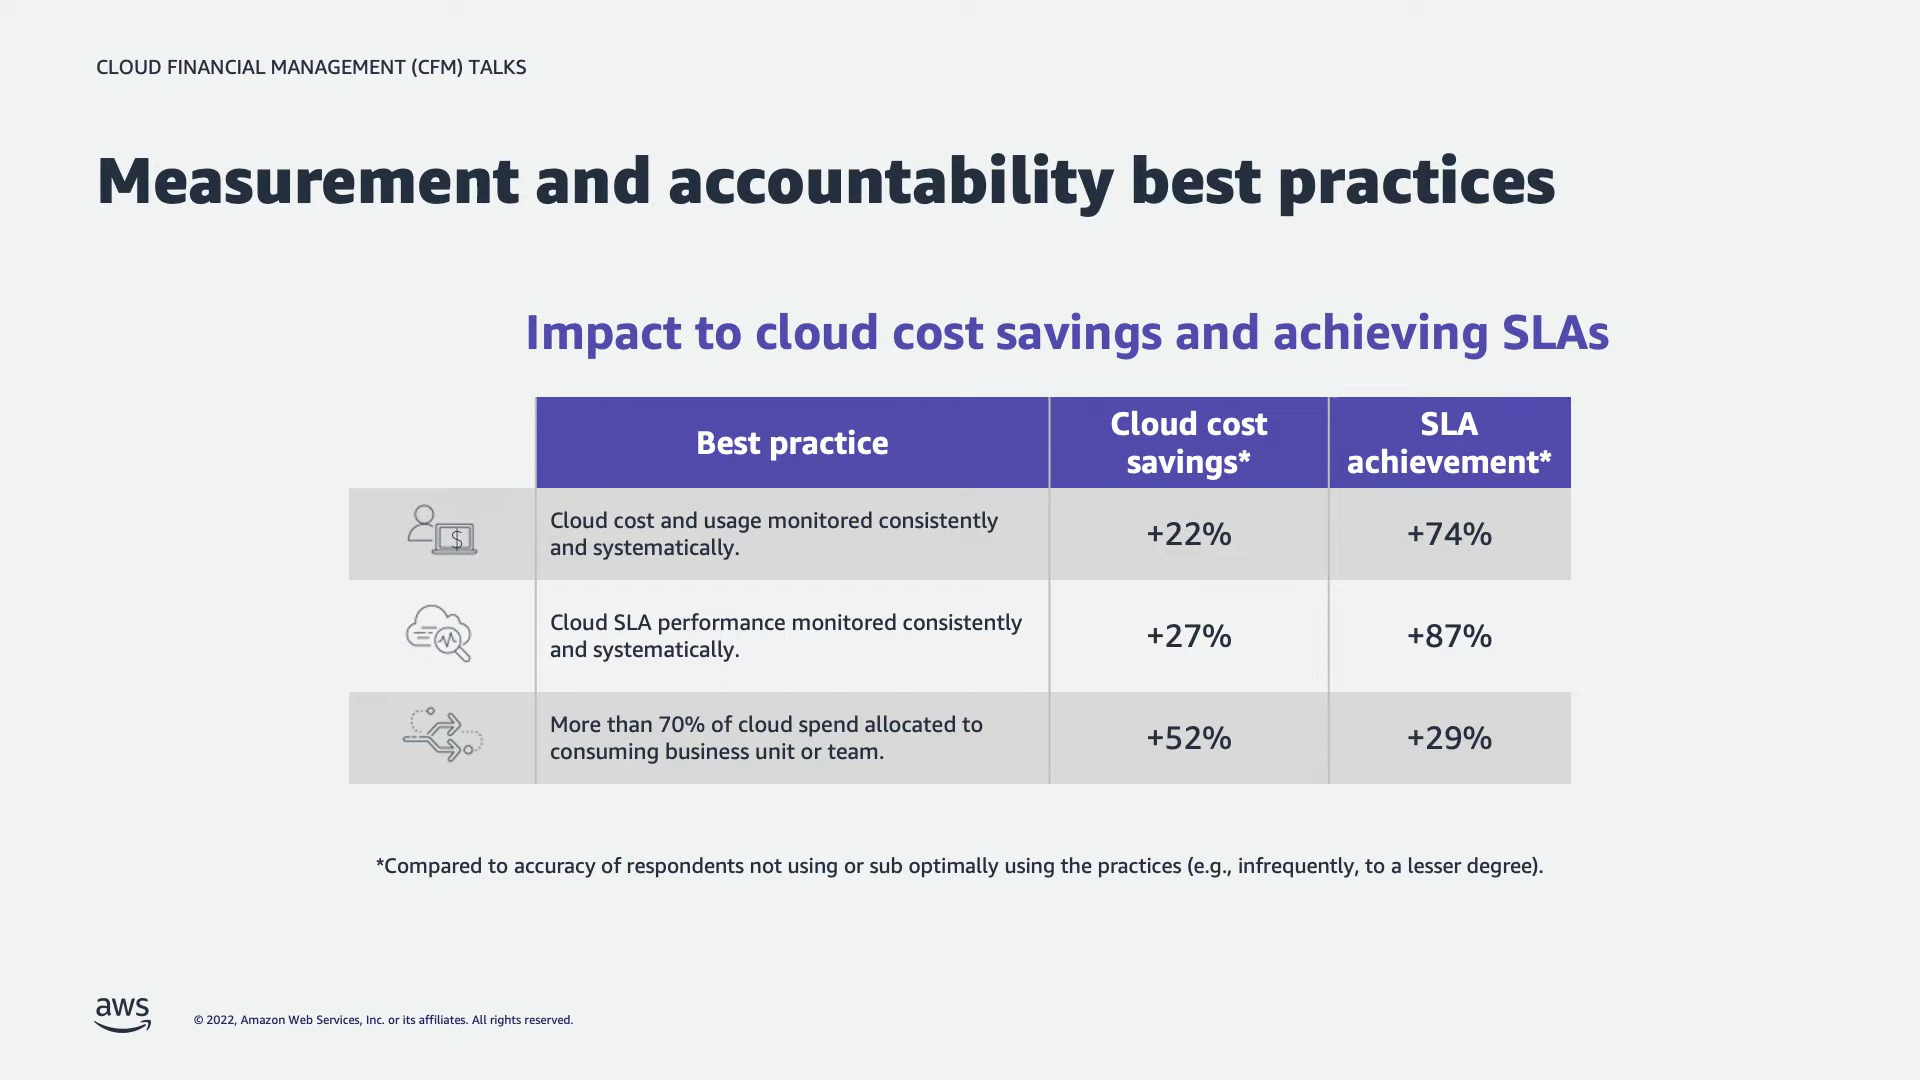 CLOUD FINANCIAL MANAGEMENT (CFM) TALKS
Measurement and accountability best practices
Impact to cloud cost savings and achieving SLAs
Best practice
Cloud cost
savings*
SLA
achievement*
$
Cloud cost and usage monitored consistently
and systematically.
+22%
+74%
Cloud SLA performance monitored consistently
and systematically.
+27%
+87%
More than 70% of cloud spend allocated to
consuming business unit or team.
+52%
+29%
*Compared to accuracy of respondents not using or sub optimally using the practices (e.g., infrequently, to a lesser degree).
aws
© 2022, Amazon Web Services, Inc. or its affiliates. All rights reserved.